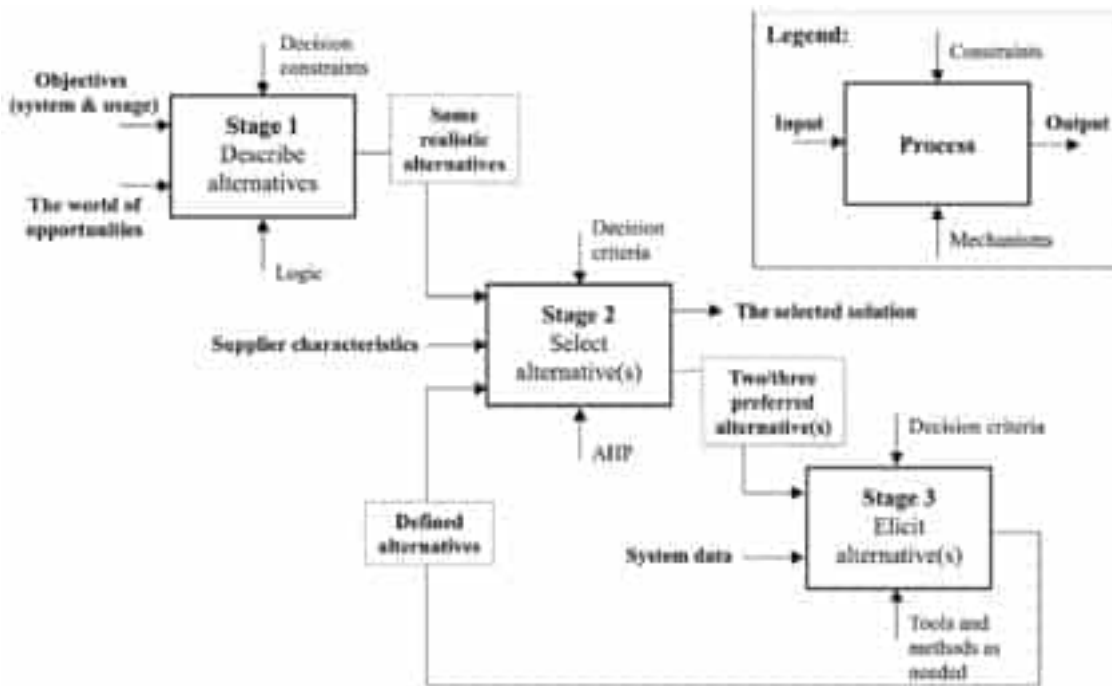 Decision
constraints
Objectives
(system & usage)
Stage 1
Describe
alternatives
Some
realistic
alternatives
The world of
opportunities
Logic
Legend:
Constraints
Input
Process
Output
Mechanisms
Decision
criteria
Stage 2
Select
alternative(s)
The selected solution
Supplier characteristics
Two/three
preferred
alternative(s)
AHP
Decision criteria
Stage 3
Elicit
alternative(s)
Defined
alternatives
System data
Tools and
methods as
needed